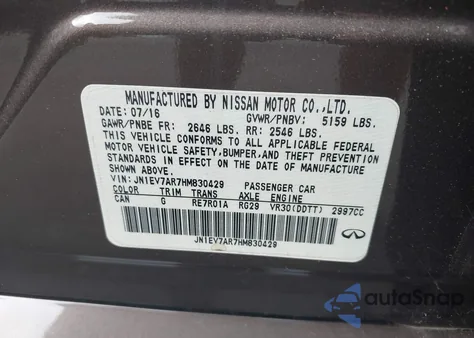 MANUFACTURED BY NISSAN MOTOR CO.,LTD.
DATE: 07/16 GVWR/PNBV: 5159 LBS.
GAWR/PNBE FR: 2646 LBS. RR: 2546 LBS.
THIS VEHICLE CONFORMS TO ALL APPLICABLE FEDERAL
MOTOR VEHICLE SAFETY, BUMPER, AND THEFT PREVENTION
STANDARDS IN EFFECT ON THE DATE OF MANUFACTURE
SHOWN ABOVE.
VIN: JN1EV7AR7HM830429 PASSENGER CAR
COLOR TRIM TRANS AXLE ENGINE
CAN G RE7R01A RG29 VR30(DDTT) 2997CC
JN1EV7AR7HM830429
INFINITI
autoSnap